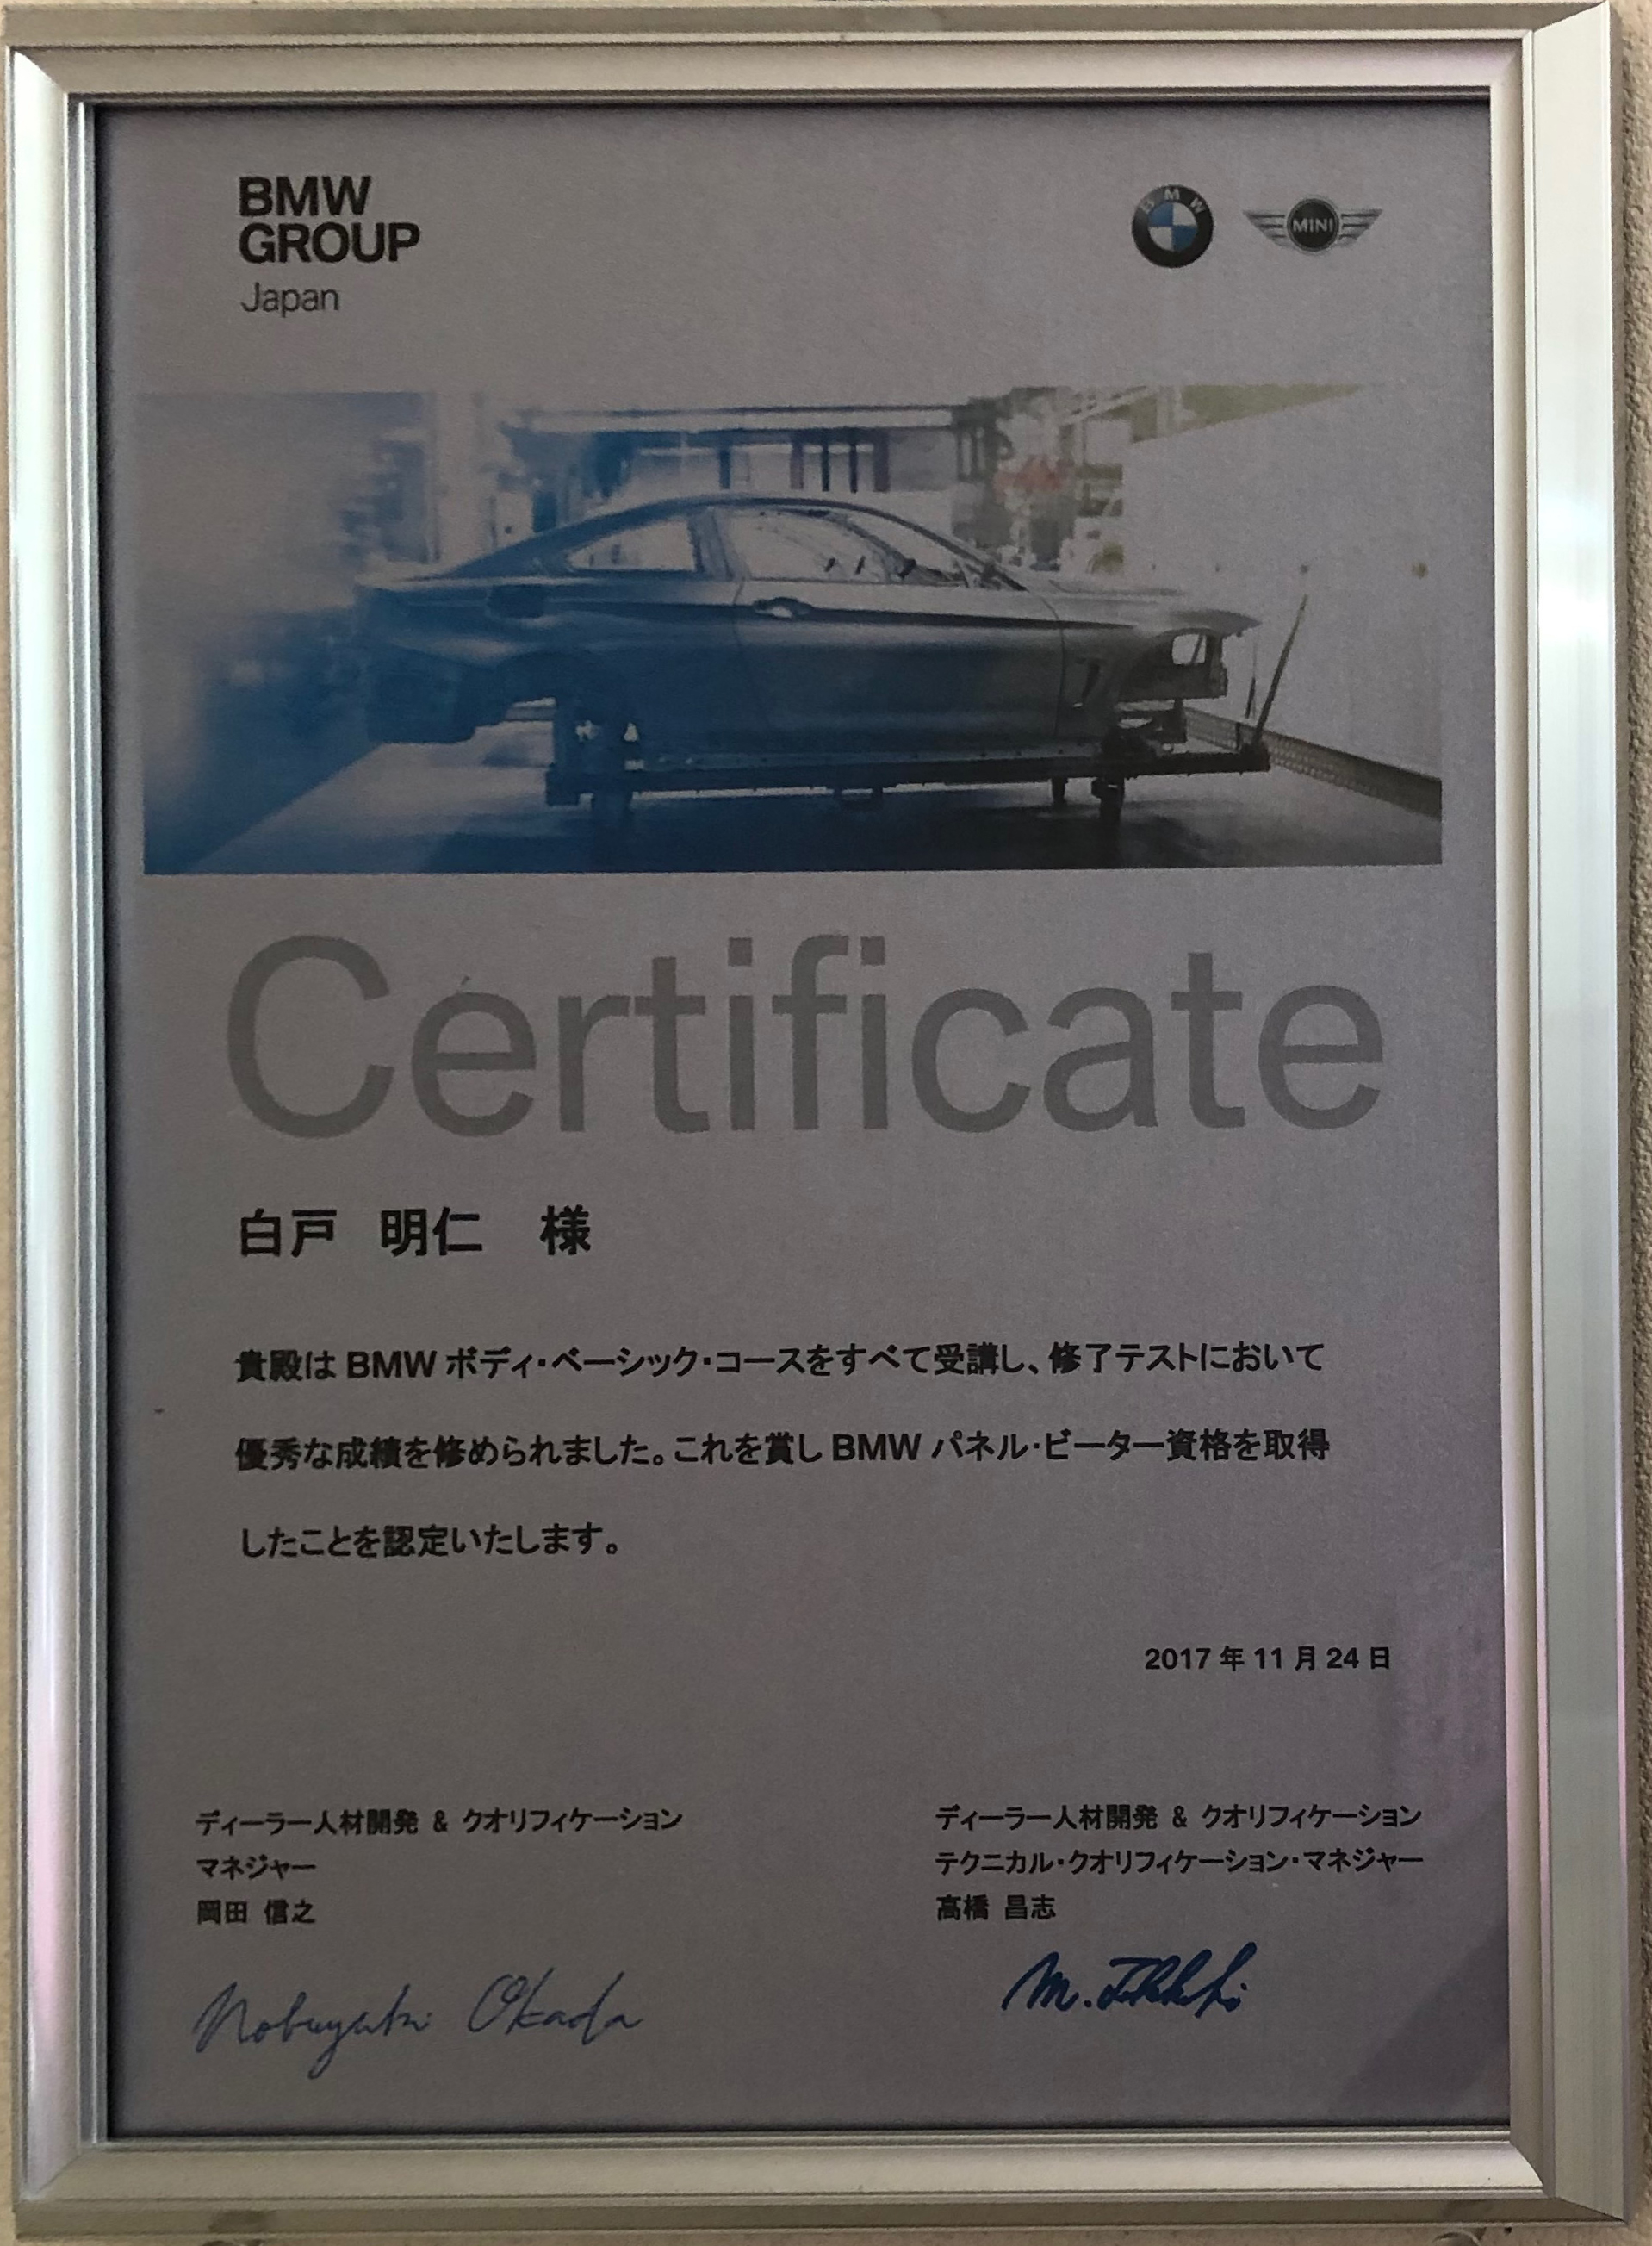 BMW
GROUP
Japan
BMW
MINI
Certificate
白戸 明仁 様
貴殿は BMW ボディ・ベーシック・コースをすべて受講し、修了テストにおいて
優秀な成績を修められました。これを賞し BMW パネル・ビーター資格を取得
したことを認定いたします。
2017 年 11 月 24 日
ディーラー人材開発 & クオリフィケーション
マネジャー
岡田 信之
Nobuyuki Okada
ディーラー人材開発 & クオリフィケーション
テクニカル・クオリフィケーション・マネジャー
高橋 昌志
M.